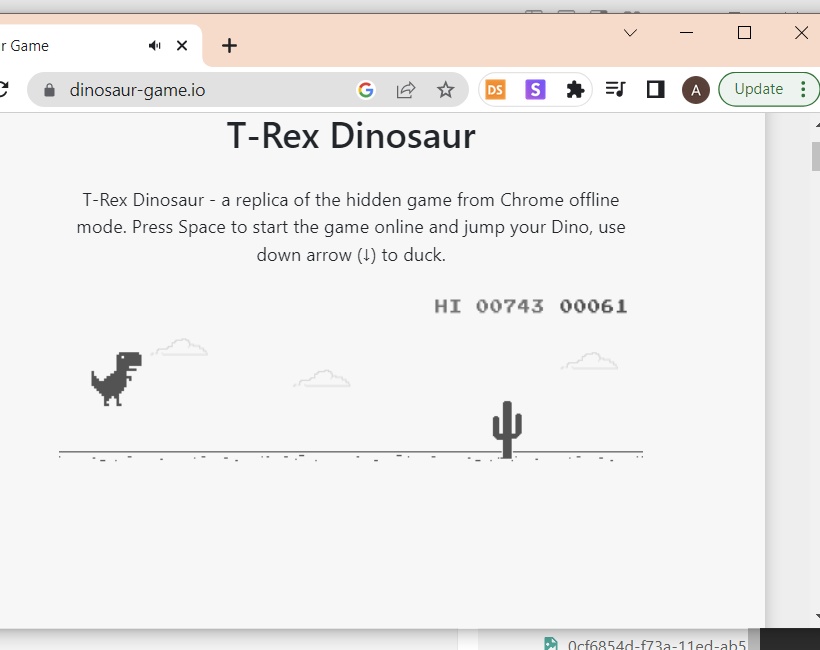 r Game
dinosaur-game.io
DS
S
A
Update
T-Rex Dinosaur
T-Rex Dinosaur - a replica of the hidden game from Chrome offline
mode. Press Space to start the game online and jump your Dino, use
down arrow (↓) to duck.
HI 00743 00061
0cf6854d-f73a-11ed-ab5